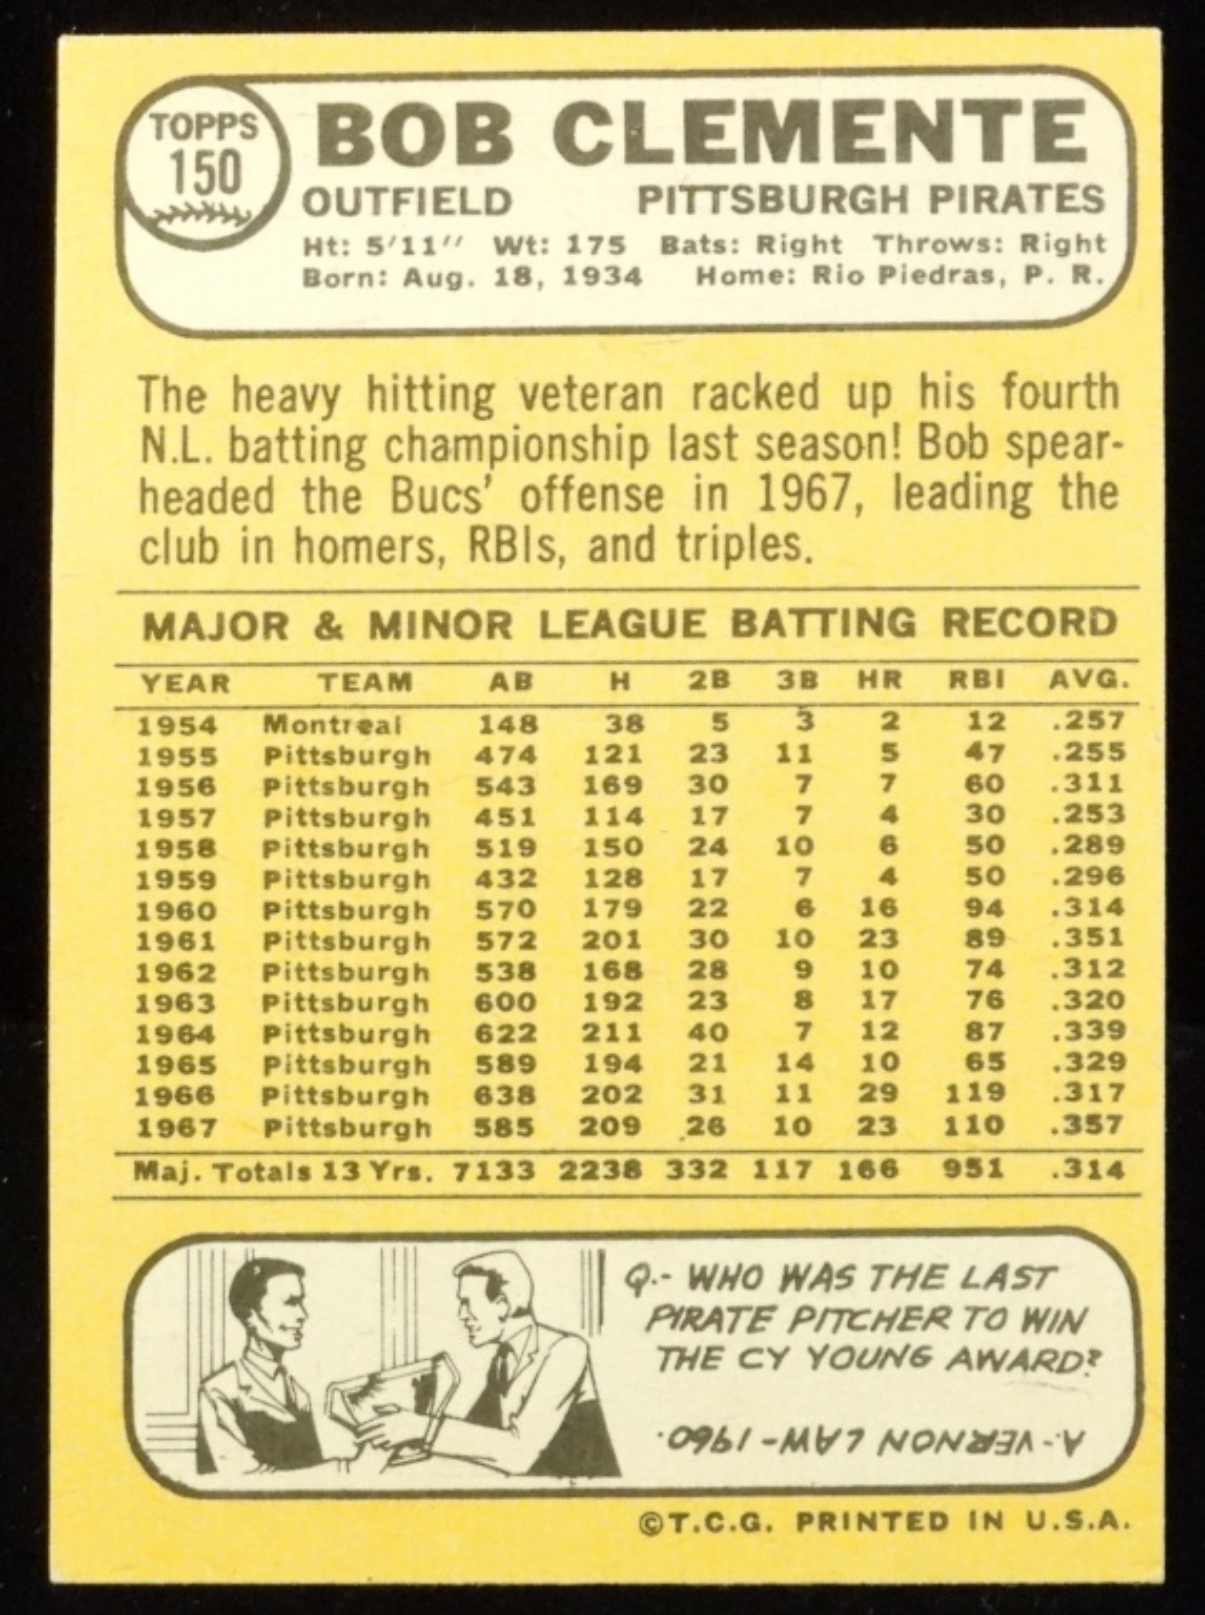 TOPPS
150
BOB CLEMENTE
OUTFIELD PITTSBURGH PIRATES
Ht: 5'11" Wt: 175 Bats: Right Throws: Right
Born: Aug. 18, 1934 Home: Rio Piedras, P. R.
The heavy hitting veteran racked up his fourth
N.L. batting championship last season! Bob spear-
headed the Bucs' offense in 1967, leading the
club in homers, RBIs, and triples.
MAJOR & MINOR LEAGUE BATTING RECORD
YEAR TEAM AB H 2B 3B HR RBI AVG.
1954 Montreal 148 38 5 3 2 12 .257
1955 Pittsburgh 474 121 23 11 5 47 .255
1956 Pittsburgh 543 169 30 7 7 60 .311
1957 Pittsburgh 451 114 17 7 4 30 .253
1958 Pittsburgh 519 150 24 10 6 50 .289
1959 Pittsburgh 432 128 17 7 4 50 .296
1960 Pittsburgh 570 179 22 6 16 94 .314
1961 Pittsburgh 572 201 30 10 23 89 .351
1962 Pittsburgh 538 168 28 9 10 74 .312
1963 Pittsburgh 600 192 23 8 17 76 .320
1964 Pittsburgh 622 211 40 7 12 87 .339
1965 Pittsburgh 589 194 21 14 10 65 .329
1966 Pittsburgh 638 202 31 11 29 119 .317
1967 Pittsburgh 585 209 26 10 23 110 .357
Maj. Totals 13 Yrs. 7133 2238 332 117 166 951 .314
Q.- WHO WAS THE LAST
PIRATE PITCHER TO WIN
THE CY YOUNG AWARD?
A.- VERNON LAW - 1960.
©T.C.G. PRINTED IN U.S.A.